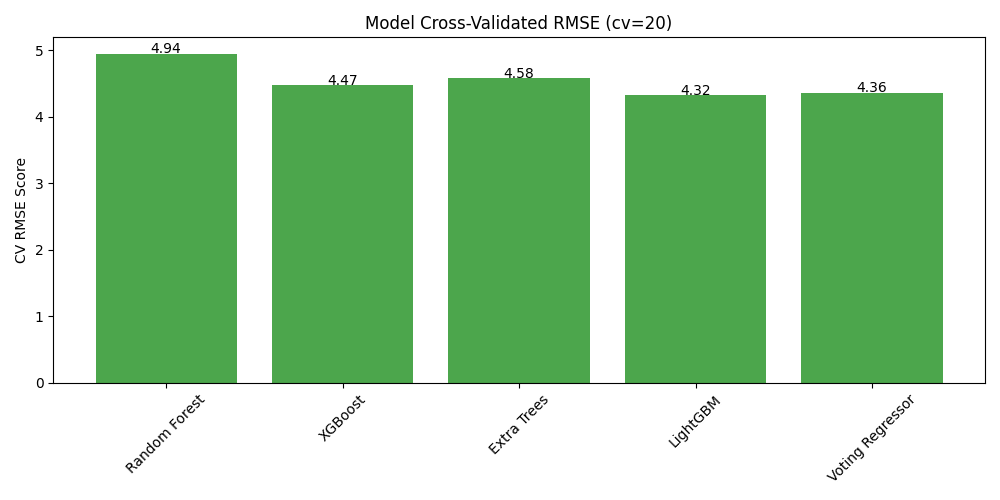 Model Cross-Validated RMSE (cv=20)
CV RMSE Score
5
4
3
2
1
0
4.94
4.47
4.58
4.32
4.36
Random Forest
XGBoost
Extra Trees
LightGBM
Voting Regressor